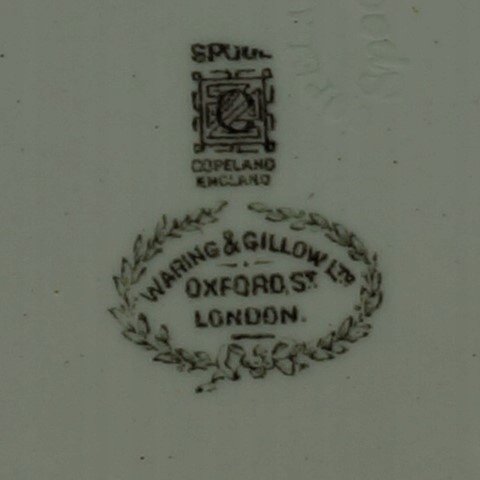 SPODE
COPELAND
ENGLAND
WARING & GILLOW LTD
OXFORD. ST.
LONDON.